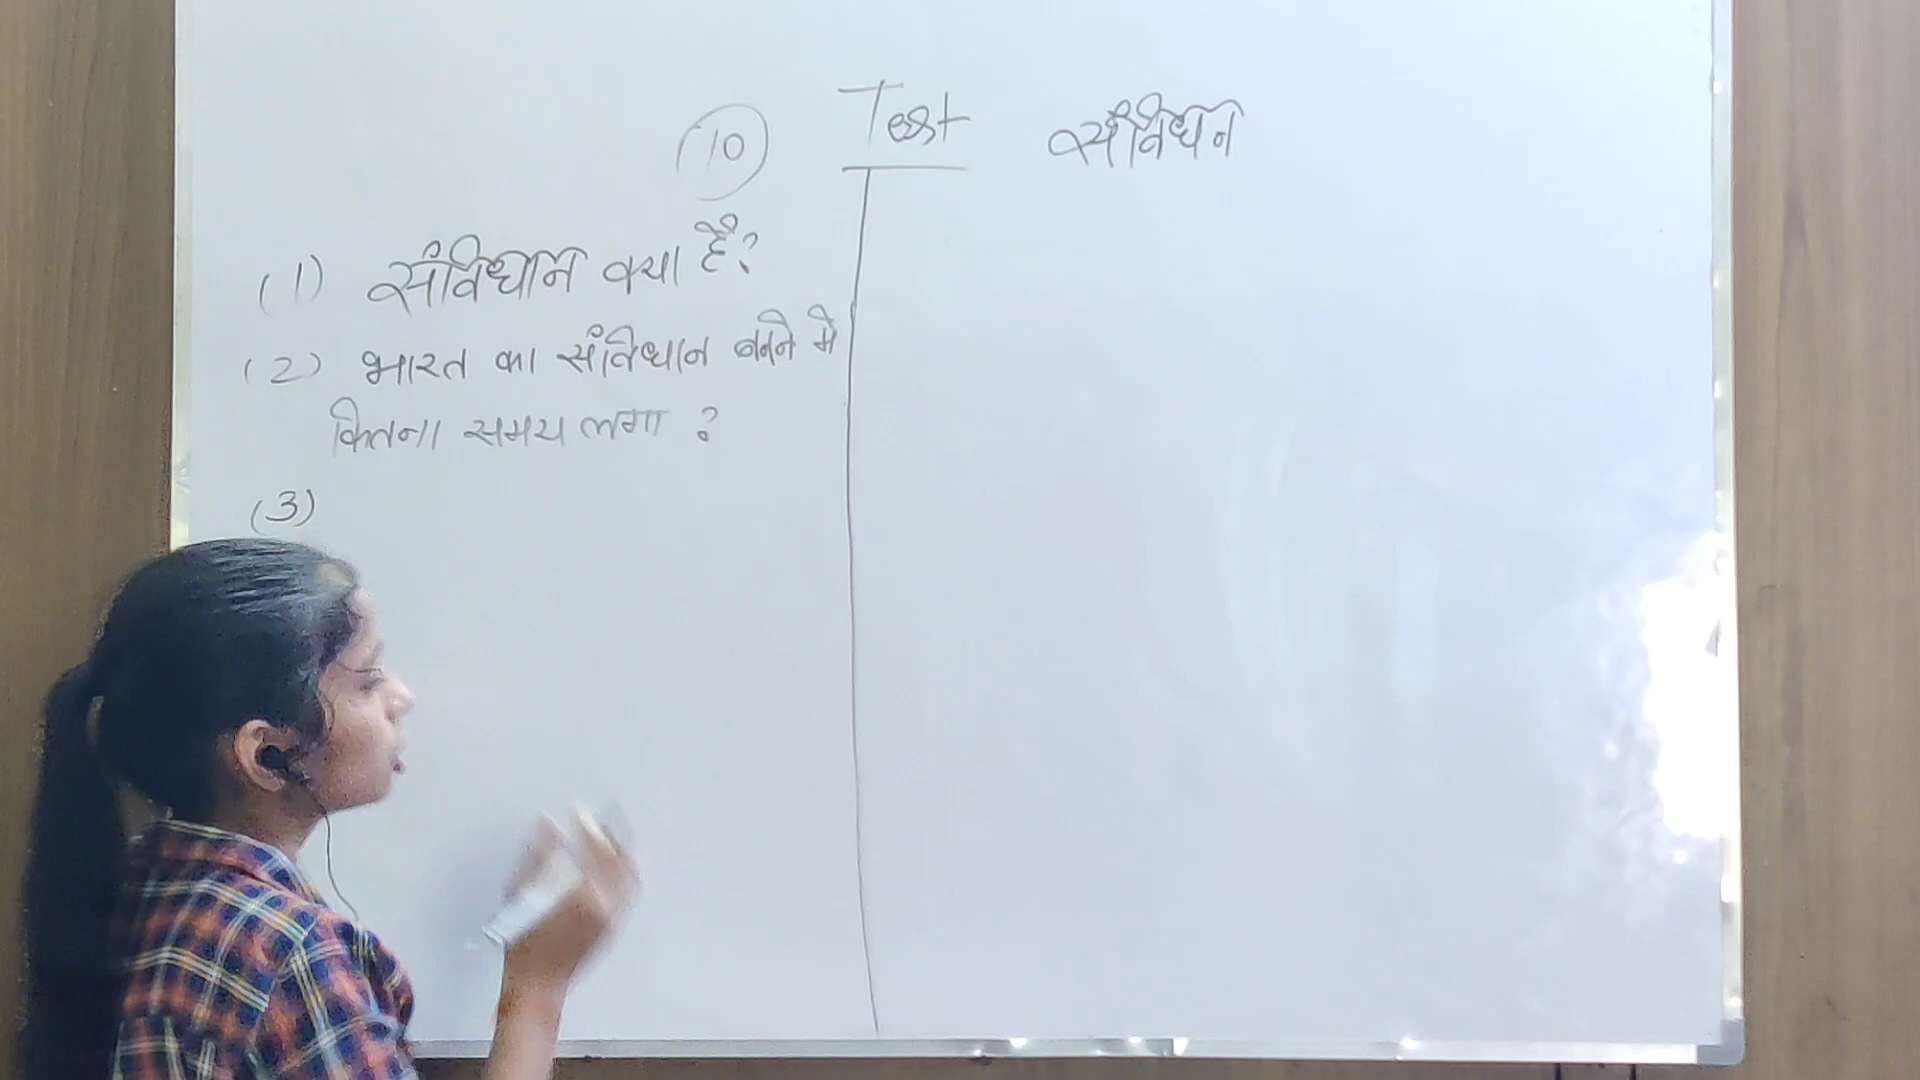 10 Test संविधान
(1) संविधान क्या है?
(2) भारत का संविधान बनने मे
कितना समय लगा ?
(3)